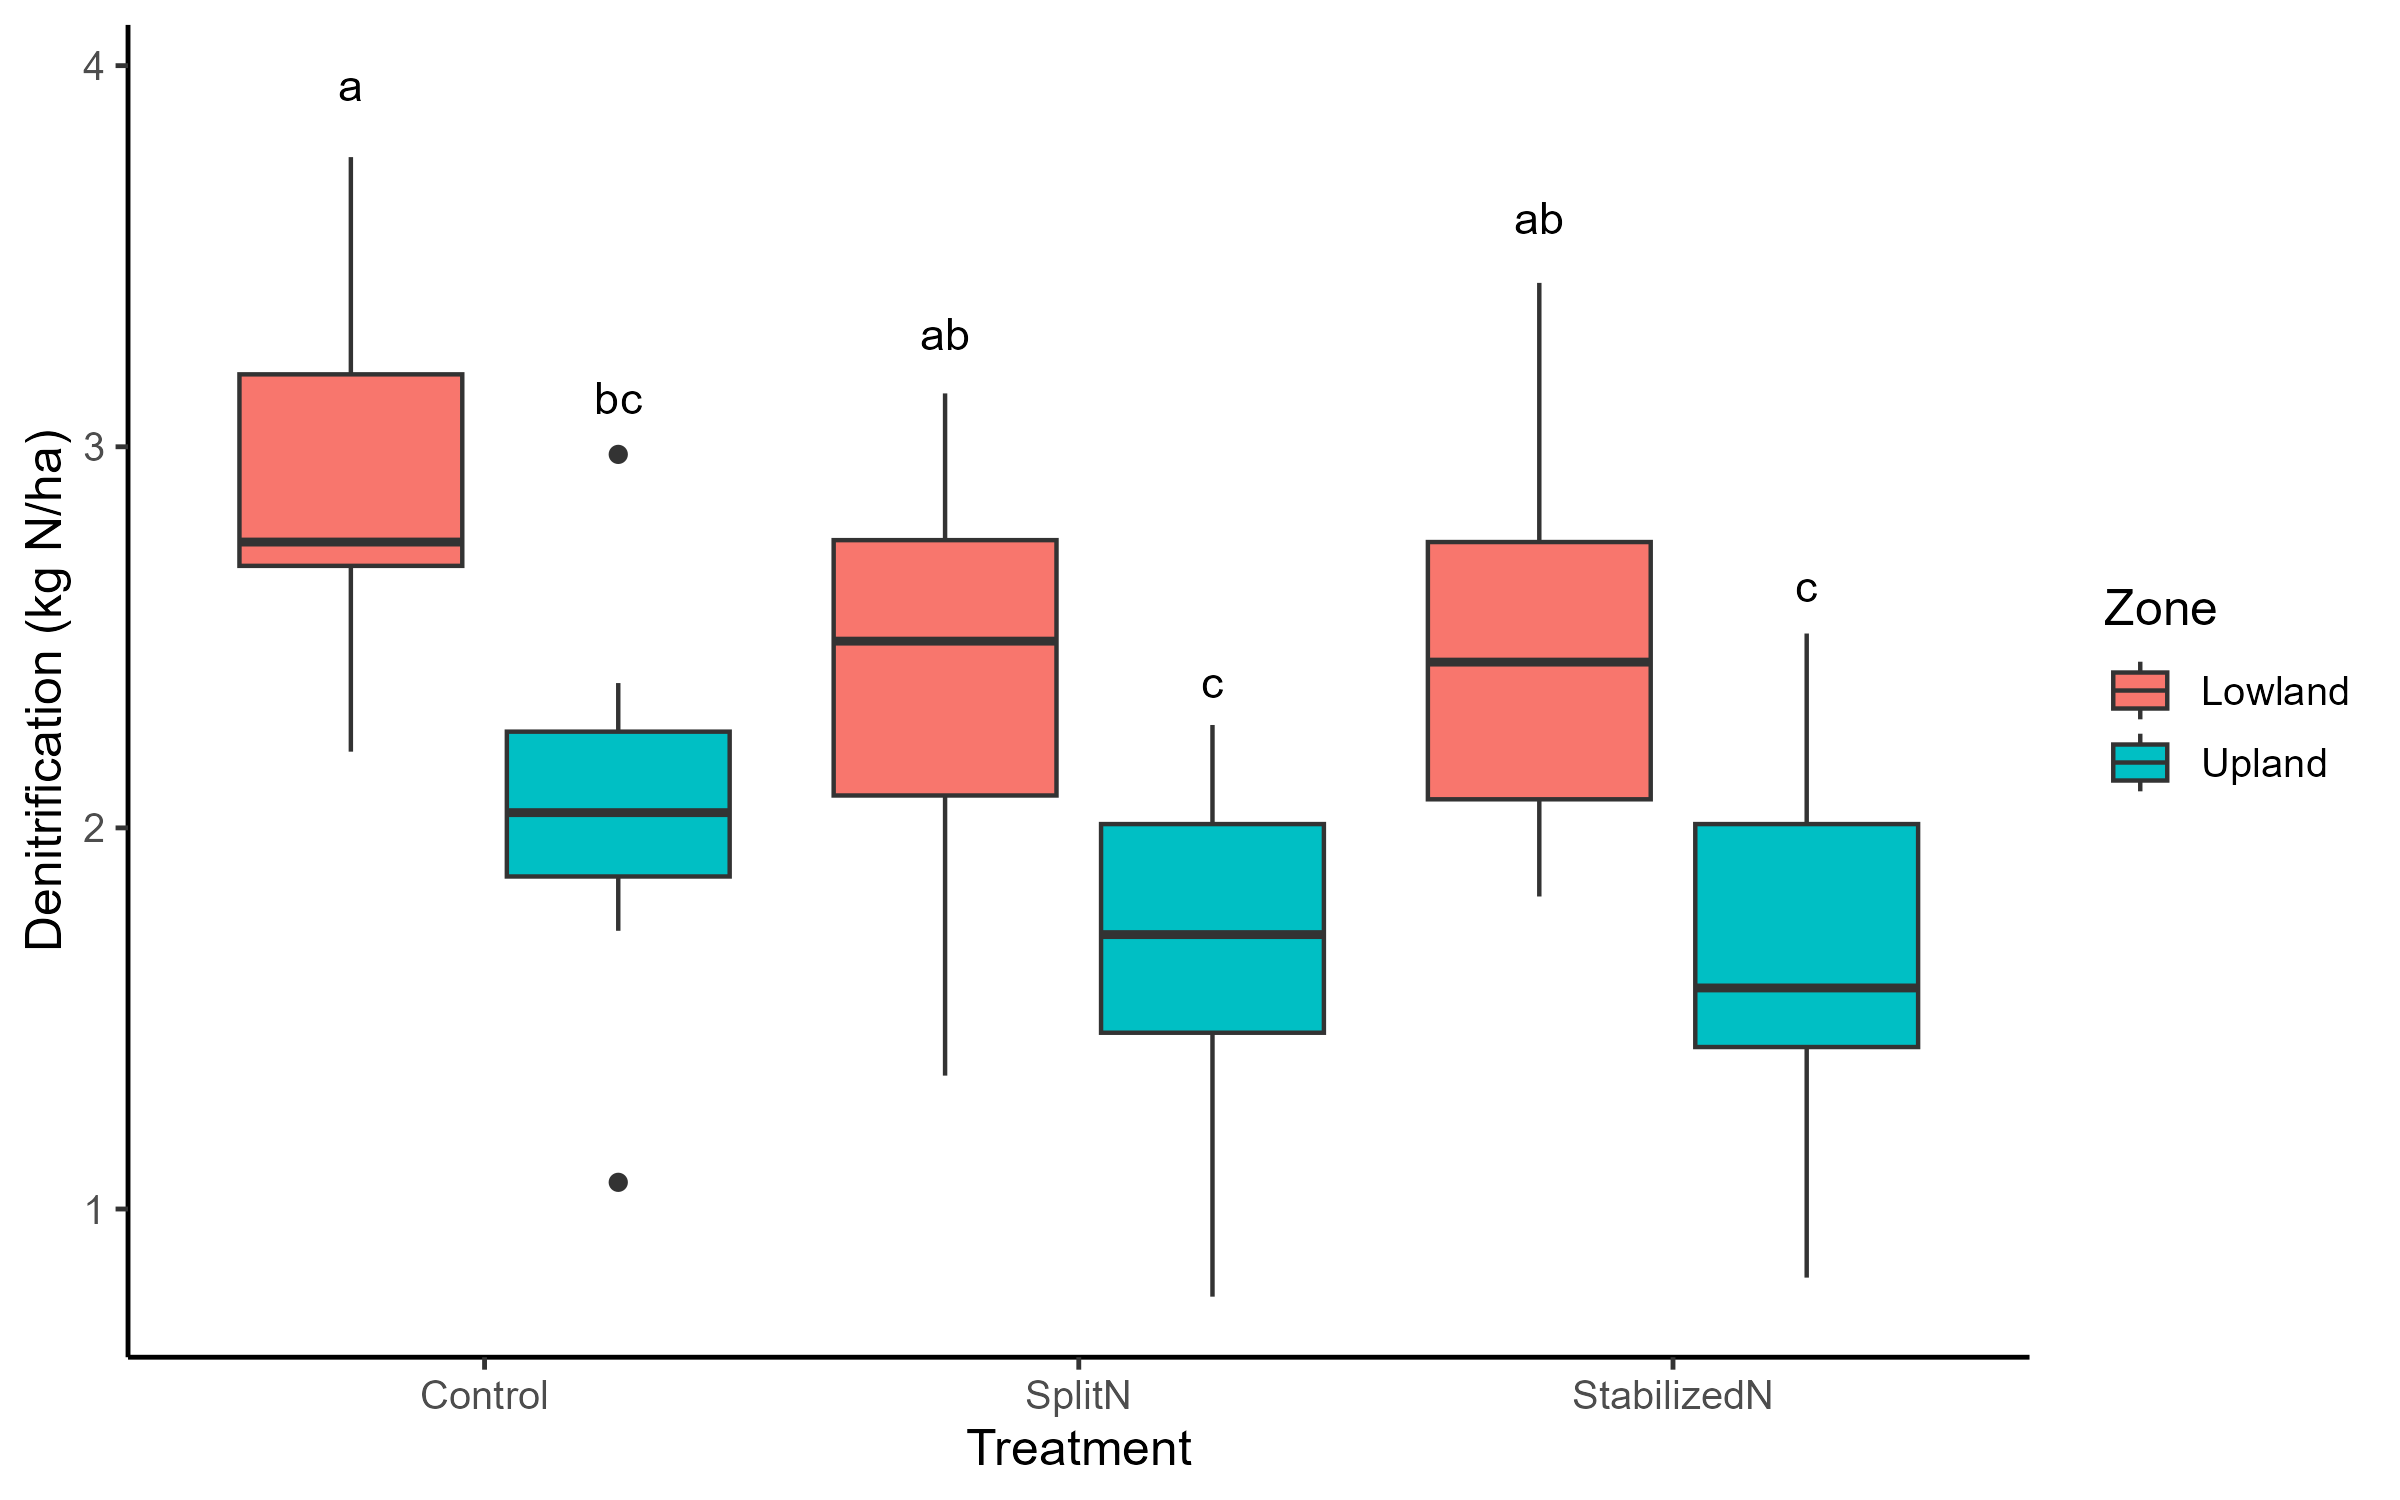 Denitrification (kg N/ha)
4
3
2
1
a
bc
ab
c
ab
c
Control
SplitN
StabilizedN
Treatment
Zone
Lowland
Upland